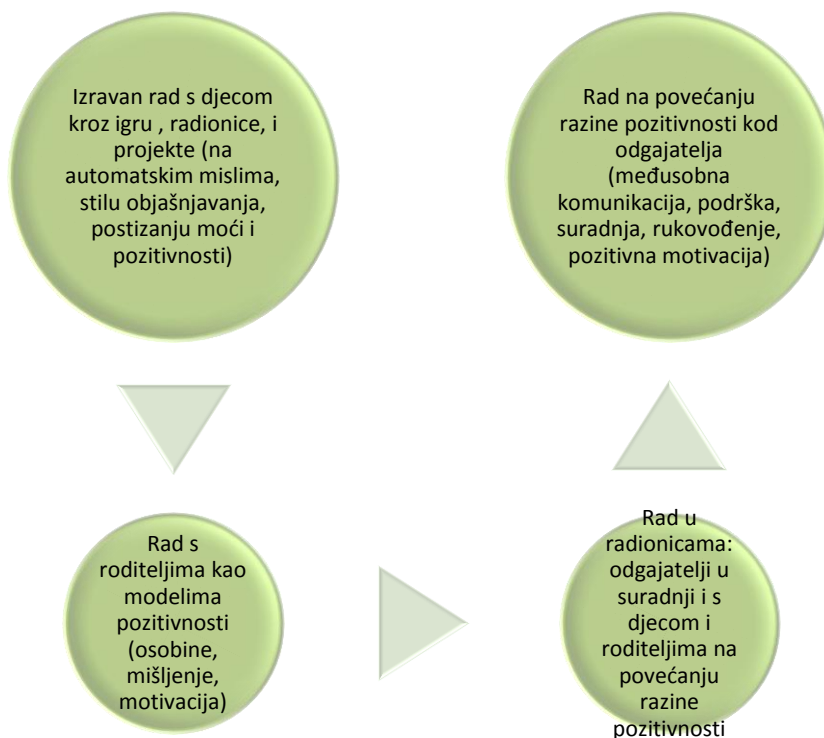 Izravan rad s djecom
kroz igru , radionice, i
projekte (na
automatskim mislima,
stilu objašnjavanja,
postizanju moći i
pozitivnosti)
Rad s
roditeljima kao
modelima
pozitivnosti
(osobine,
mišljenje,
motivacija)
Rad u
radionicama:
odgajatelji u
suradnji i s
djecom i
roditeljima na
povećanju
razine
pozitivnosti
Rad na povećanju
razine pozitivnosti kod
odgajatelja
(međusobna
komunikacija, podrška,
suradnja, rukovođenje,
pozitivna motivacija)